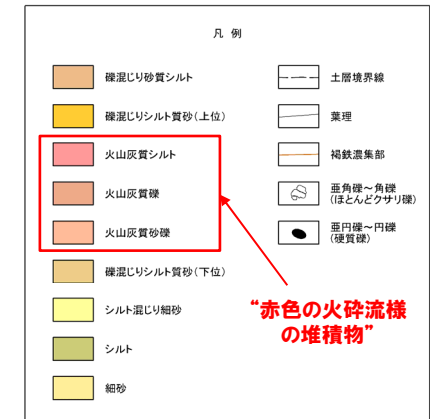 凡 例
礫混じり砂質シルト
礫混じりシルト質砂(上位)
火山灰質シルト
火山灰質礫
火山灰質砂礫
礫混じりシルト質砂(下位)
シルト混じり細砂
シルト
細砂
土層境界線
葉理
褐鉄濃集部
亜角礫~角礫
(ほとんどクサリ礫)
亜円礫~円礫
(硬質礫)
“赤色の火砕流様
の堆積物”